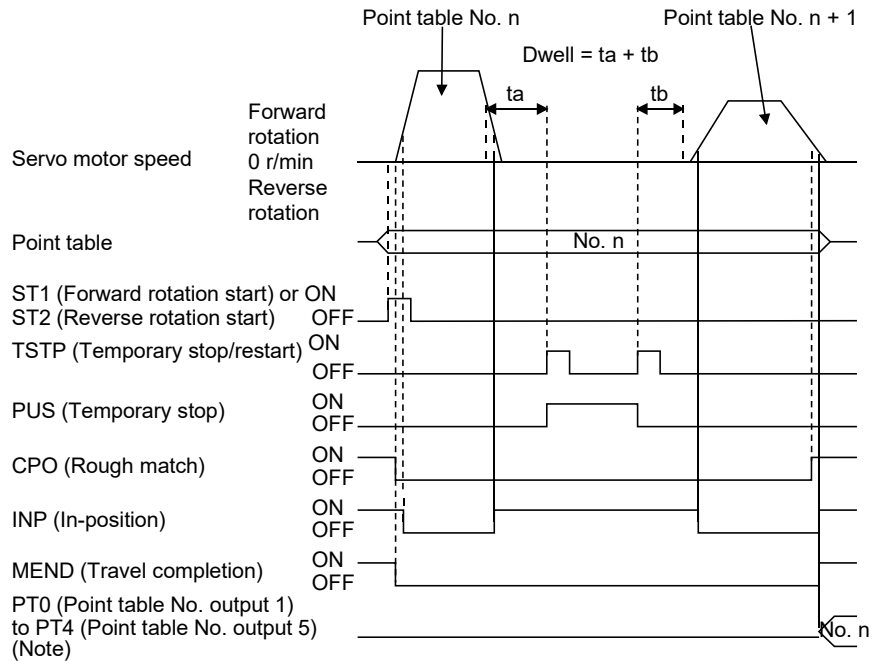 Point table No. n
Point table No. n + 1
Dwell = ta + tb
ta
tb
Forward
rotation
Servo motor speed
0 r/min
Reverse
rotation
Point table
No. n
ST1 (Forward rotation start) or ON
ST2 (Reverse rotation start) OFF
TSTP (Temporary stop/restart) ON
OFF
PUS (Temporary stop)
ON
OFF
CPO (Rough match)
ON
OFF
INP (In-position)
ON
OFF
MEND (Travel completion)
ON
OFF
PT0 (Point table No. output 1)
to PT4 (Point table No. output 5)
(Note)
No. n